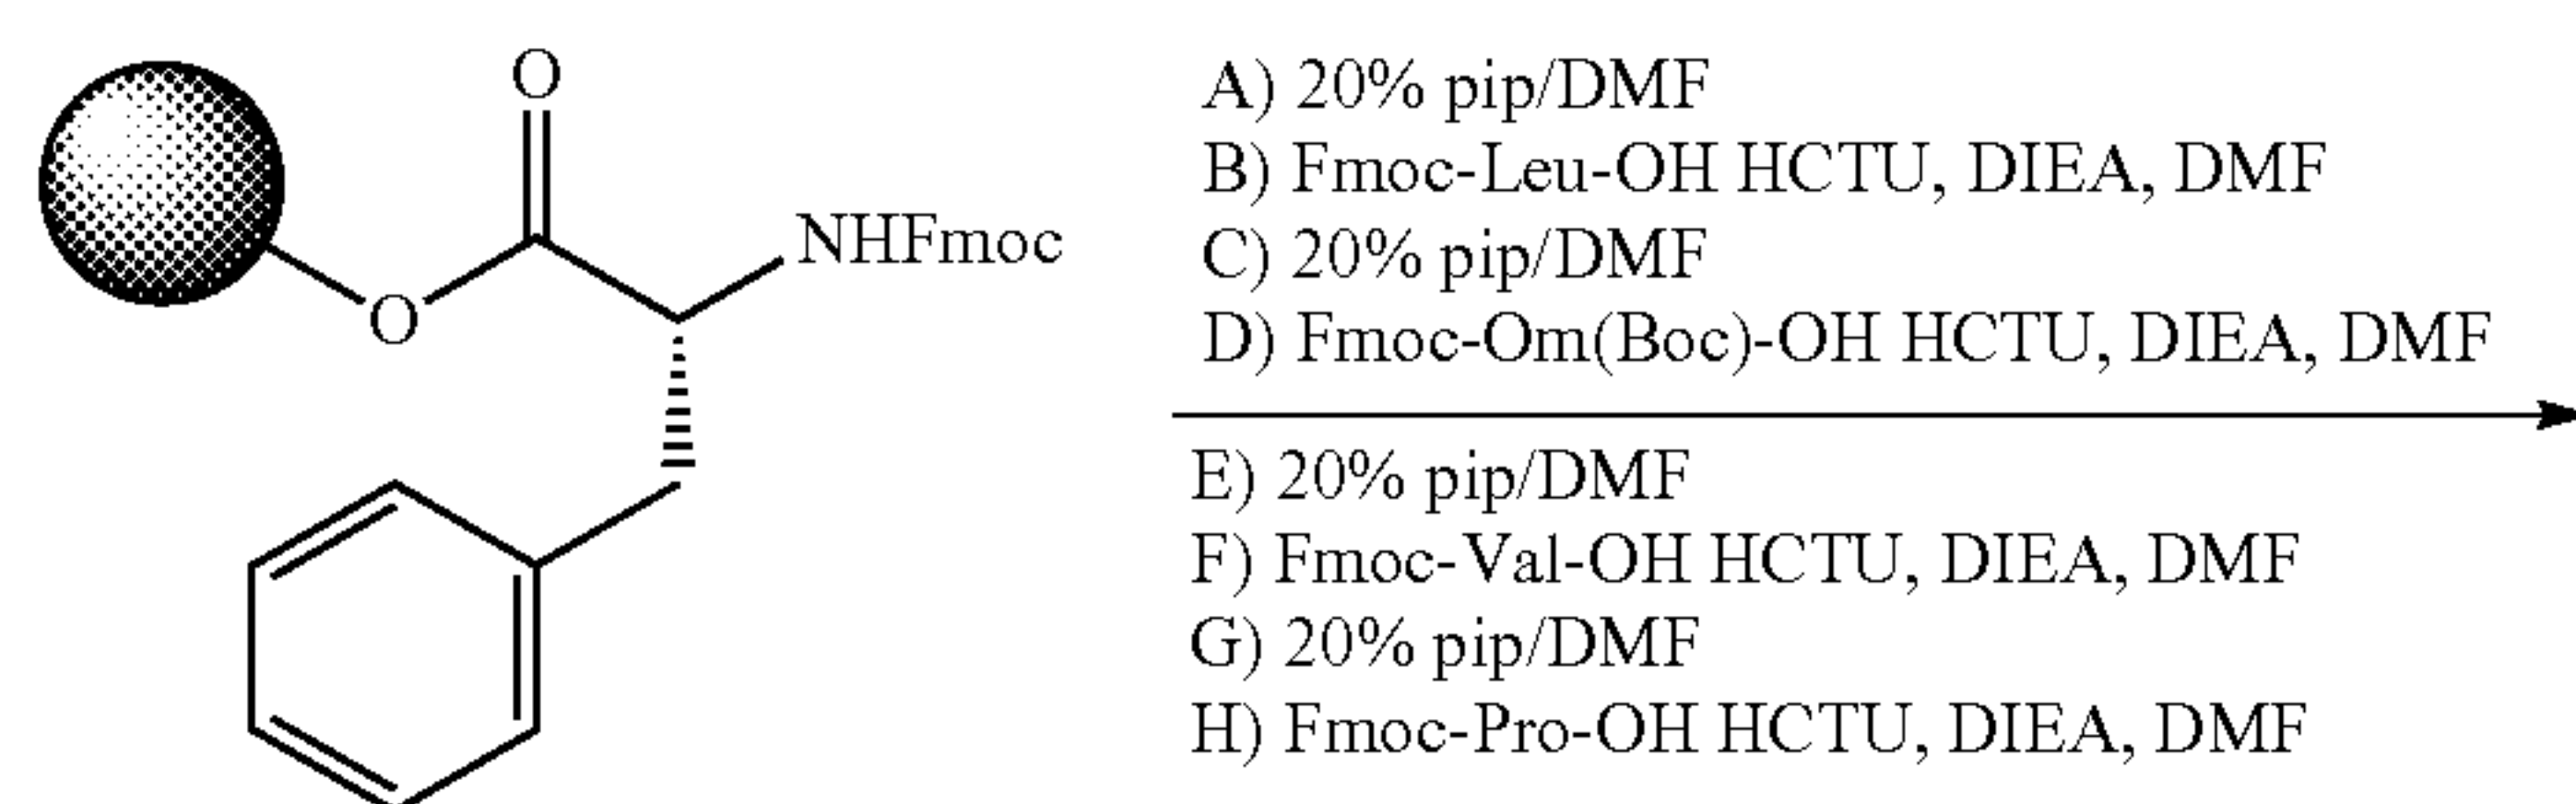 O
O
NHFmoc
A) 20% pip/DMF
B) Fmoc-Leu-OH HCTU, DIEA, DMF
C) 20% pip/DMF
D) Fmoc-Om(Boc)-OH HCTU, DIEA, DMF
E) 20% pip/DMF
F) Fmoc-Val-OH HCTU, DIEA, DMF
G) 20% pip/DMF
H) Fmoc-Pro-OH HCTU, DIEA, DMF